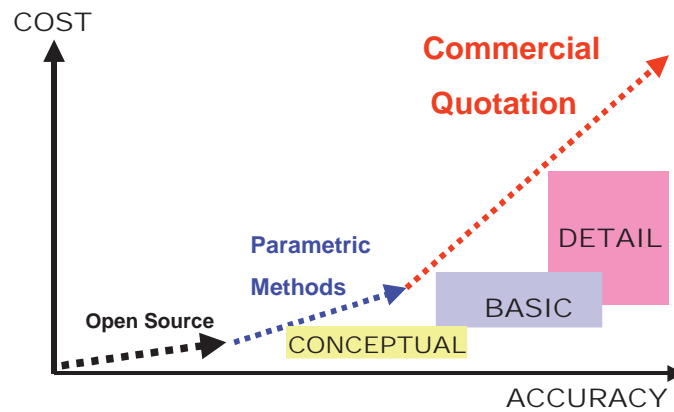 COST
Commercial
Quotation
Parametric
Methods
DETAIL
BASIC
Open Source
CONCEPTUAL
ACCURACY